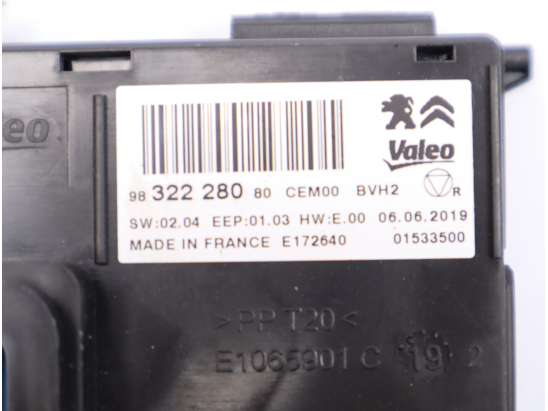 eo
Valeo
98 322 280 80 CEM00 BVH2 R
SW:02.04 EEP:01.03 HW:E.00 06.06.2019
MADE IN FRANCE E172640 01533500
>PP T20<
E1065901 C 19 2